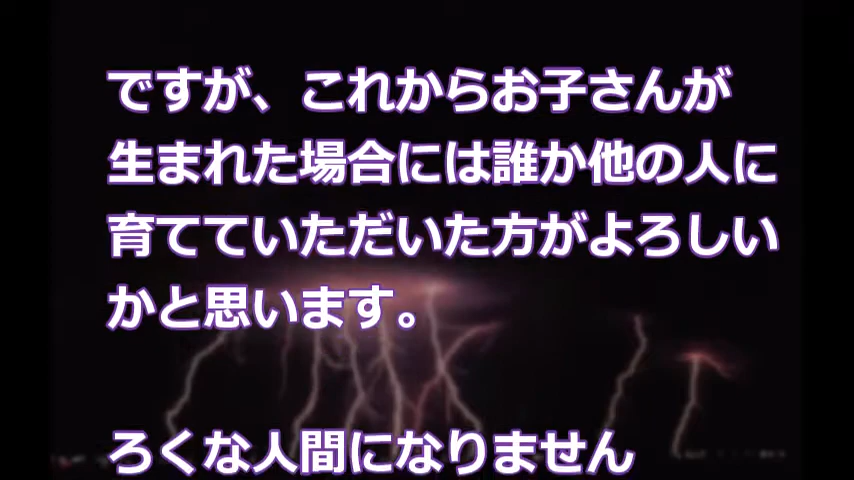 ですが、これからお子さんが
生まれた場合には誰か他の人に
育てていただいた方がよろしい
かと思います。
ろくな人間になりません